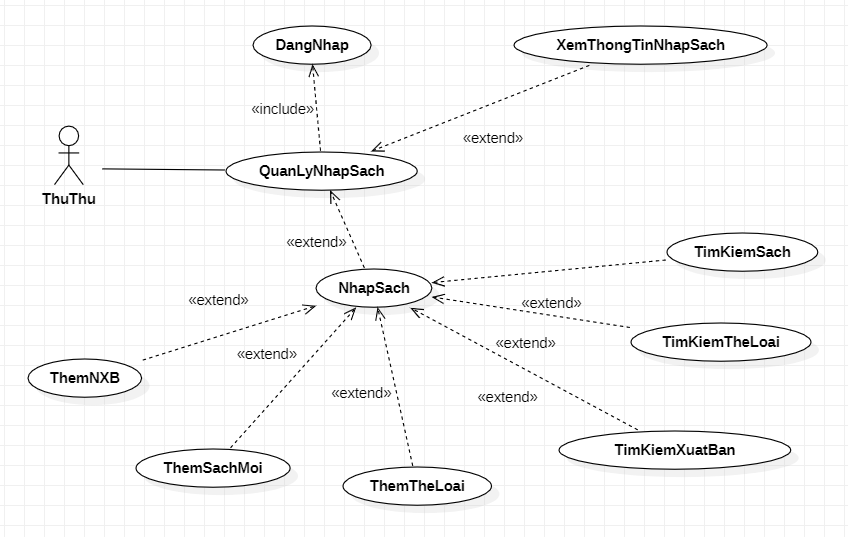 DangNhap
XemThongTinNhapSach
«include»
«extend»
QuanLyNhapSach
ThuThu
«extend»
TimKiemSach
NhapSach
«extend»
«extend»
TimKiemTheLoai
«extend»
«extend»
ThemNXB
«extend»
«extend»
TimKiemXuatBan
ThemSachMoi
ThemTheLoai